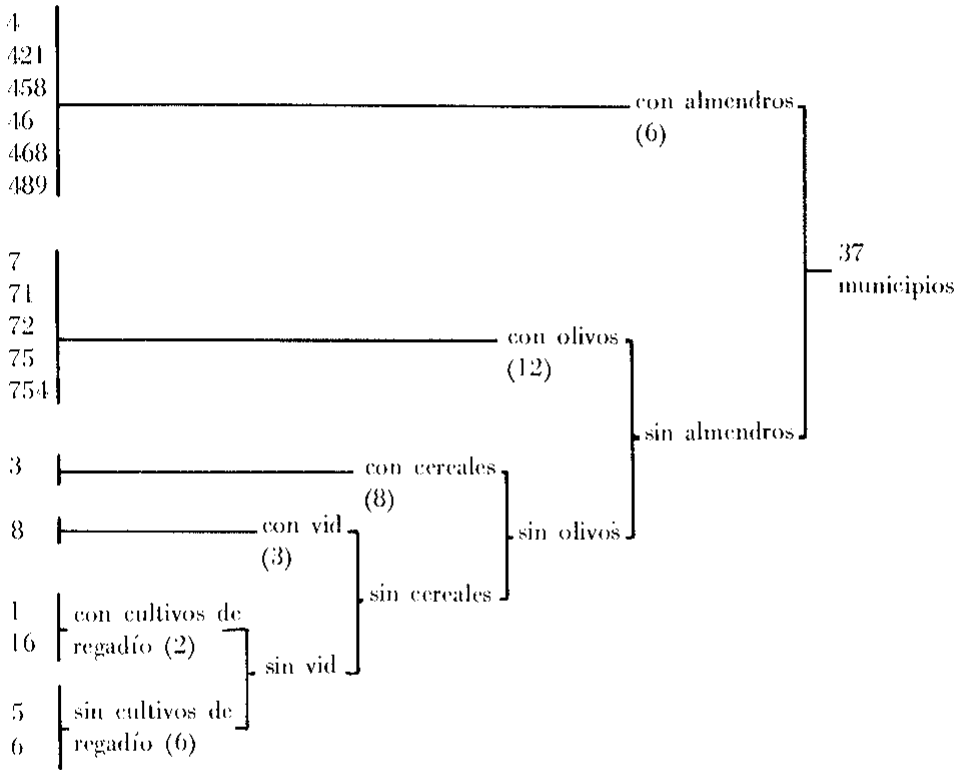 4
421
458
46
468
489
con almendros
(6)
37
municipios
7
71
72
75
754
con olivos
(12)
sin almendros
3
con cereales
(8)
sin olivos
8
con vid
(3)
sin cereales
1
16
con cultivos de
regadío (2)
sin vid
5
6
sin cultivos de
regadío (6)